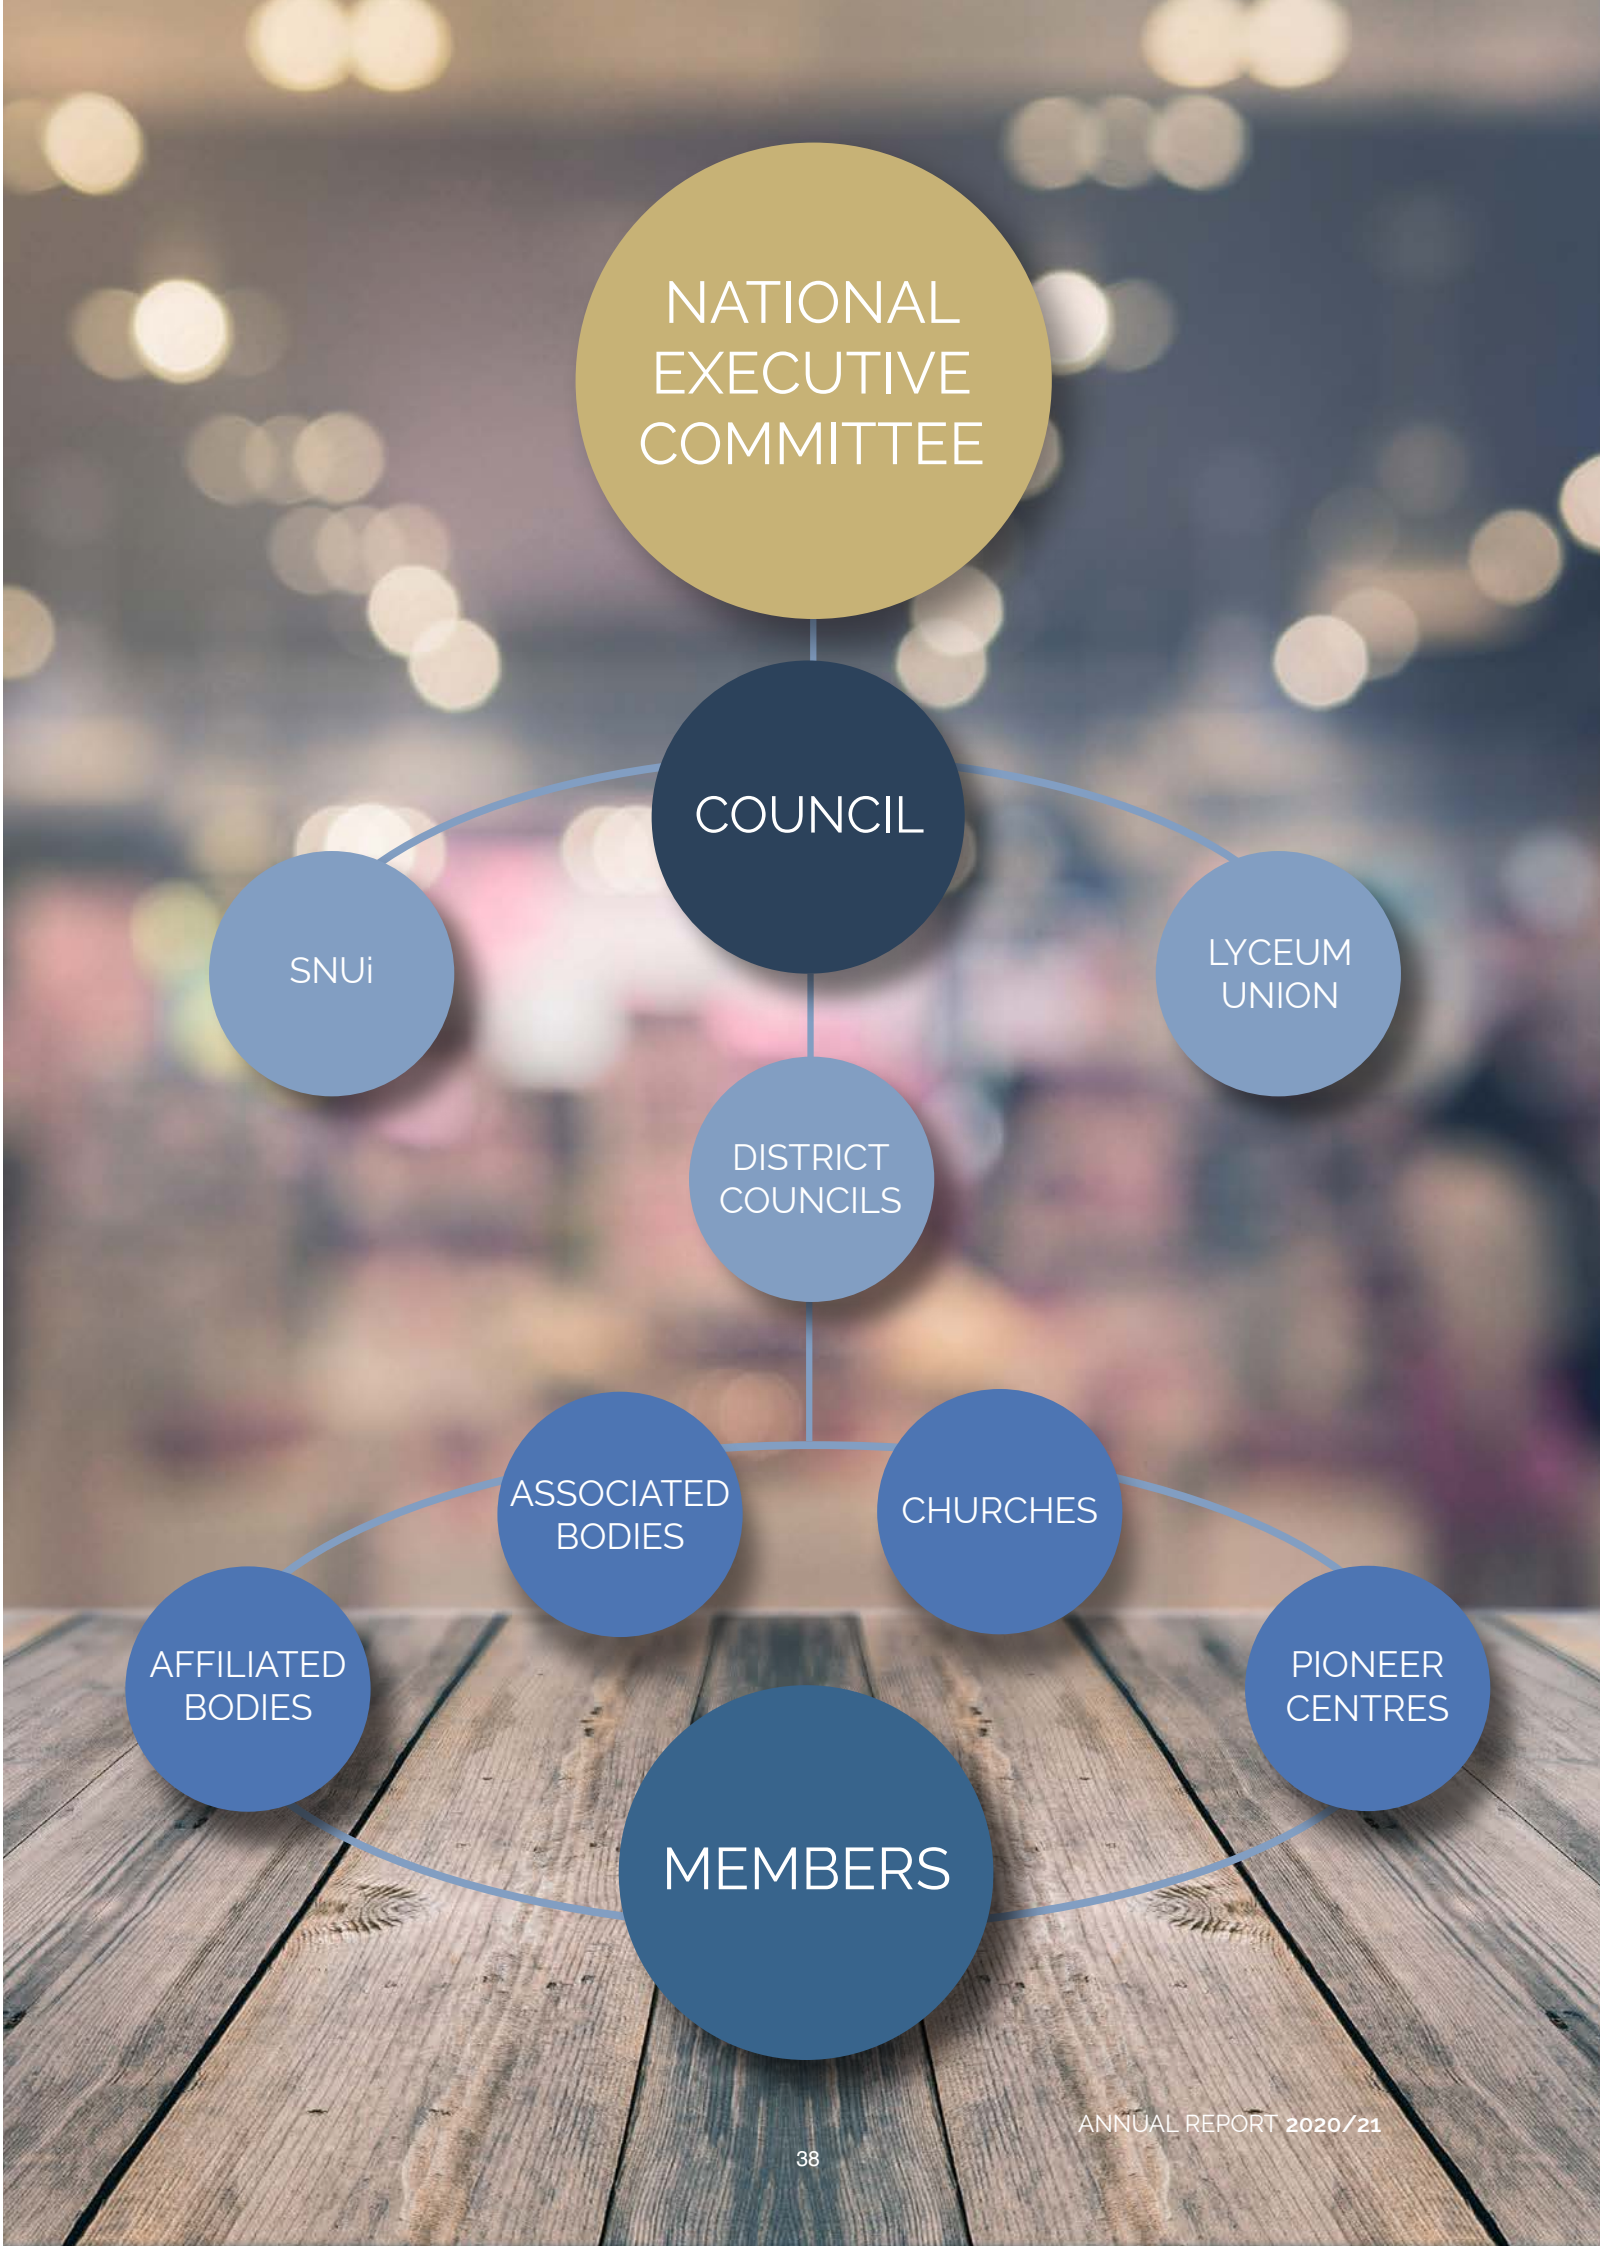 NATIONAL
EXECUTIVE
COMMITTEE
COUNCIL
SNUi
LYCEUM
UNION
DISTRICT
COUNCILS
ASSOCIATED
BODIES
CHURCHES
AFFILIATED
BODIES
PIONEER
CENTRES
MEMBERS
ANNUAL REPORT 2020/21
38